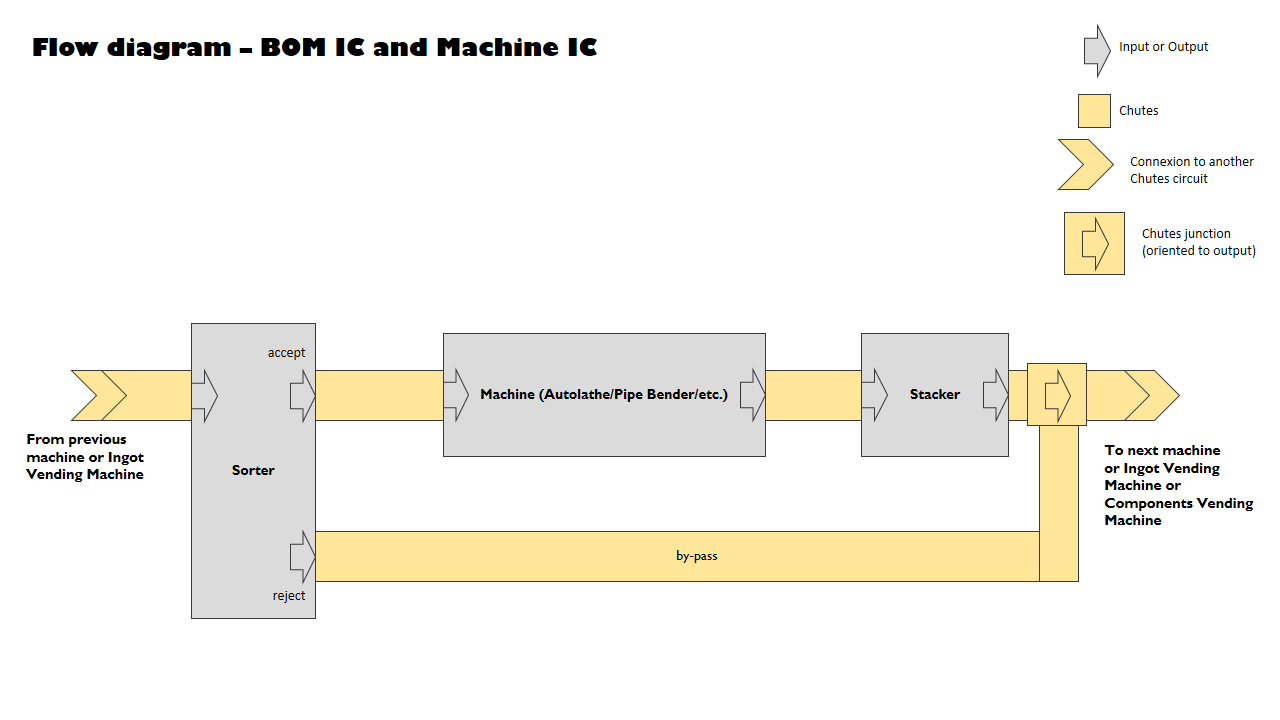 Flow diagram – BOM IC and Machine IC
Input or Output
Chutes
Connexion to another
Chutes circuit
Chutes junction
(oriented to output)
accept
Machine (Autolathe/Pipe Bender/etc.)
Stacker
From previous
machine or Ingot
Vending Machine
Sorter
To next machine
or Ingot Vending
Machine or
Components Vending
Machine
by-pass
reject